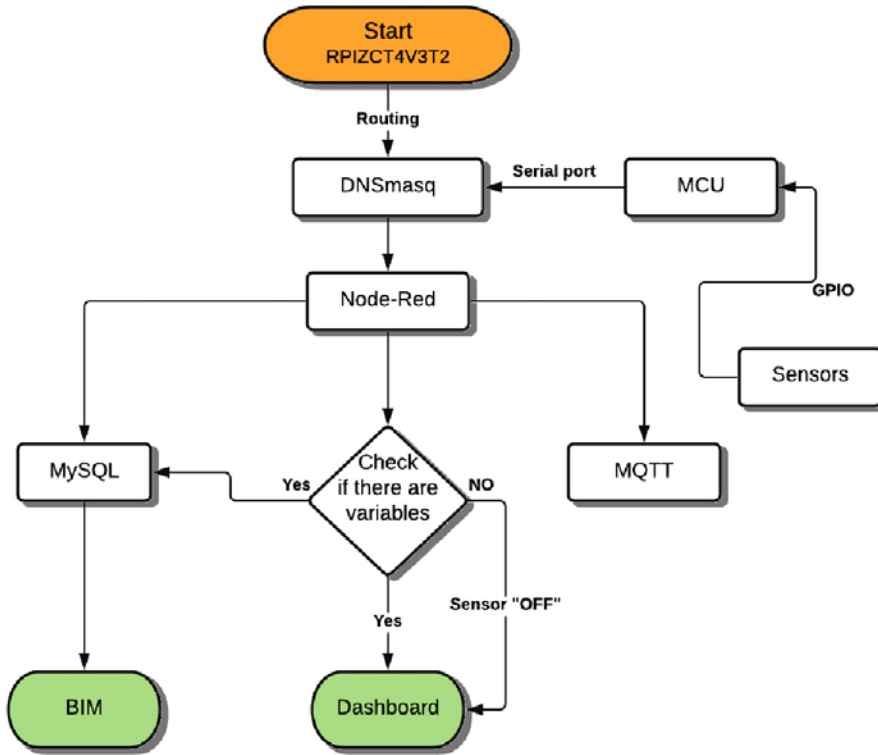 Start
RPIZCT4V3T2
Routing
DNSmasq
Serial port
MCU
Node-Red
GPIO
Sensors
MySQL
Yes
Check
if there are
variables
NO
MQTT
Yes
Sensor "OFF"
BIM
Dashboard